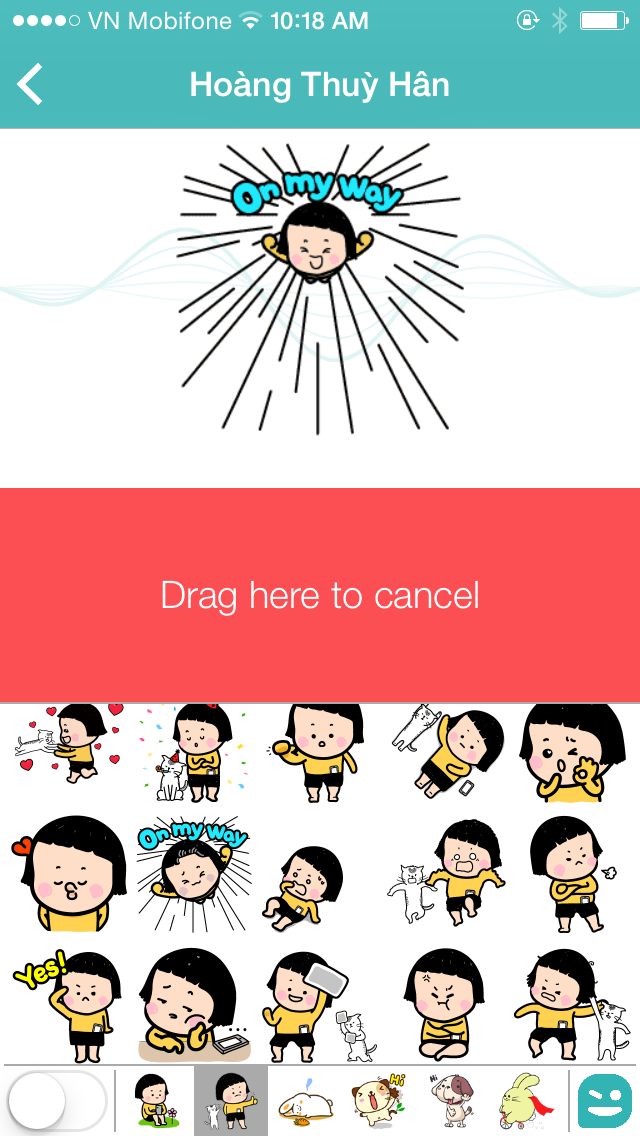 VN Mobifone 10:18 AM
Hoàng Thuỳ Hân
On my way
Drag here to cancel
On my way
Yes!
...
Hi
Hi